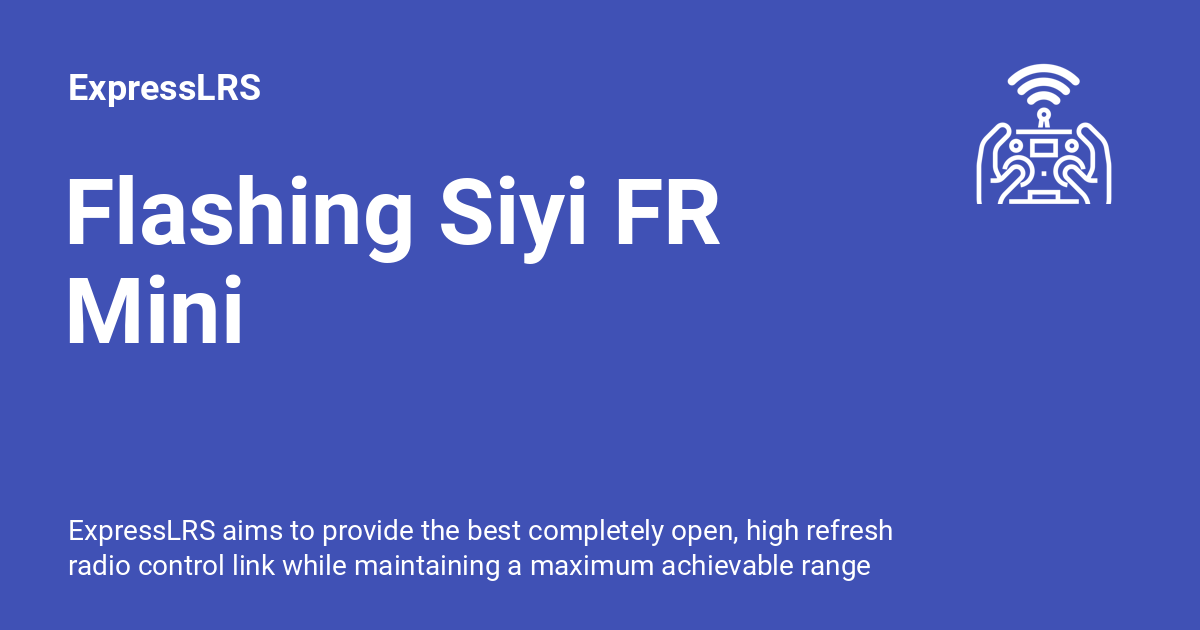 ExpressLRS
Flashing Siyi FR
Mini
ExpressLRS aims to provide the best completely open, high refresh
radio control link while maintaining a maximum achievable range